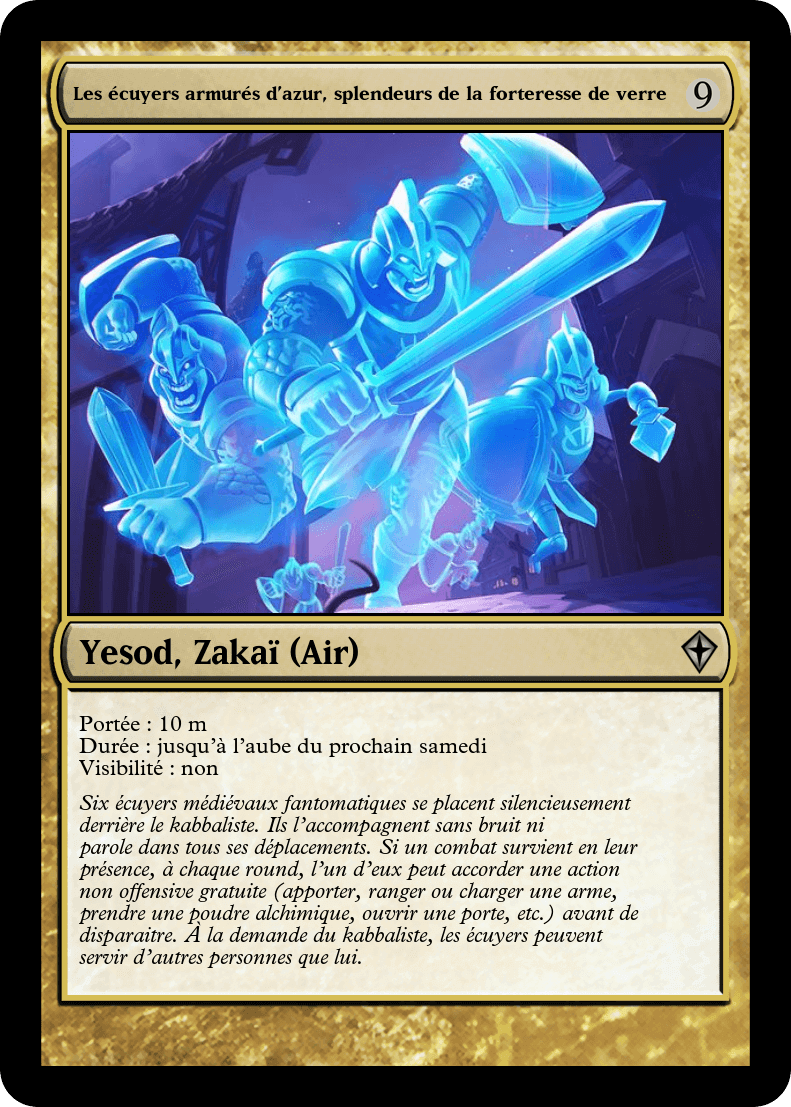 Les écuyers armurés d'azur, splendeurs de la forteresse de verre 9
Yesod, Zakaï (Air)
Portée : 10 m
Durée : jusqu'à l'aube du prochain samedi
Visibilité : non
Six écuyers médiévaux fantomatiques se placent silencieusement
derrière le kabbaliste. Ils l'accompagnent sans bruit ni
parole dans tous ses déplacements. Si un combat survient en leur
présence, à chaque round, l'un d'eux peut accorder une action
non offensive gratuite (apporter, ranger ou charger une arme,
prendre une poudre alchimique, ouvrir une porte, etc.) avant de
disparaitre. À la demande du kabbaliste, les écuyers peuvent
servir d'autres personnes que lui.